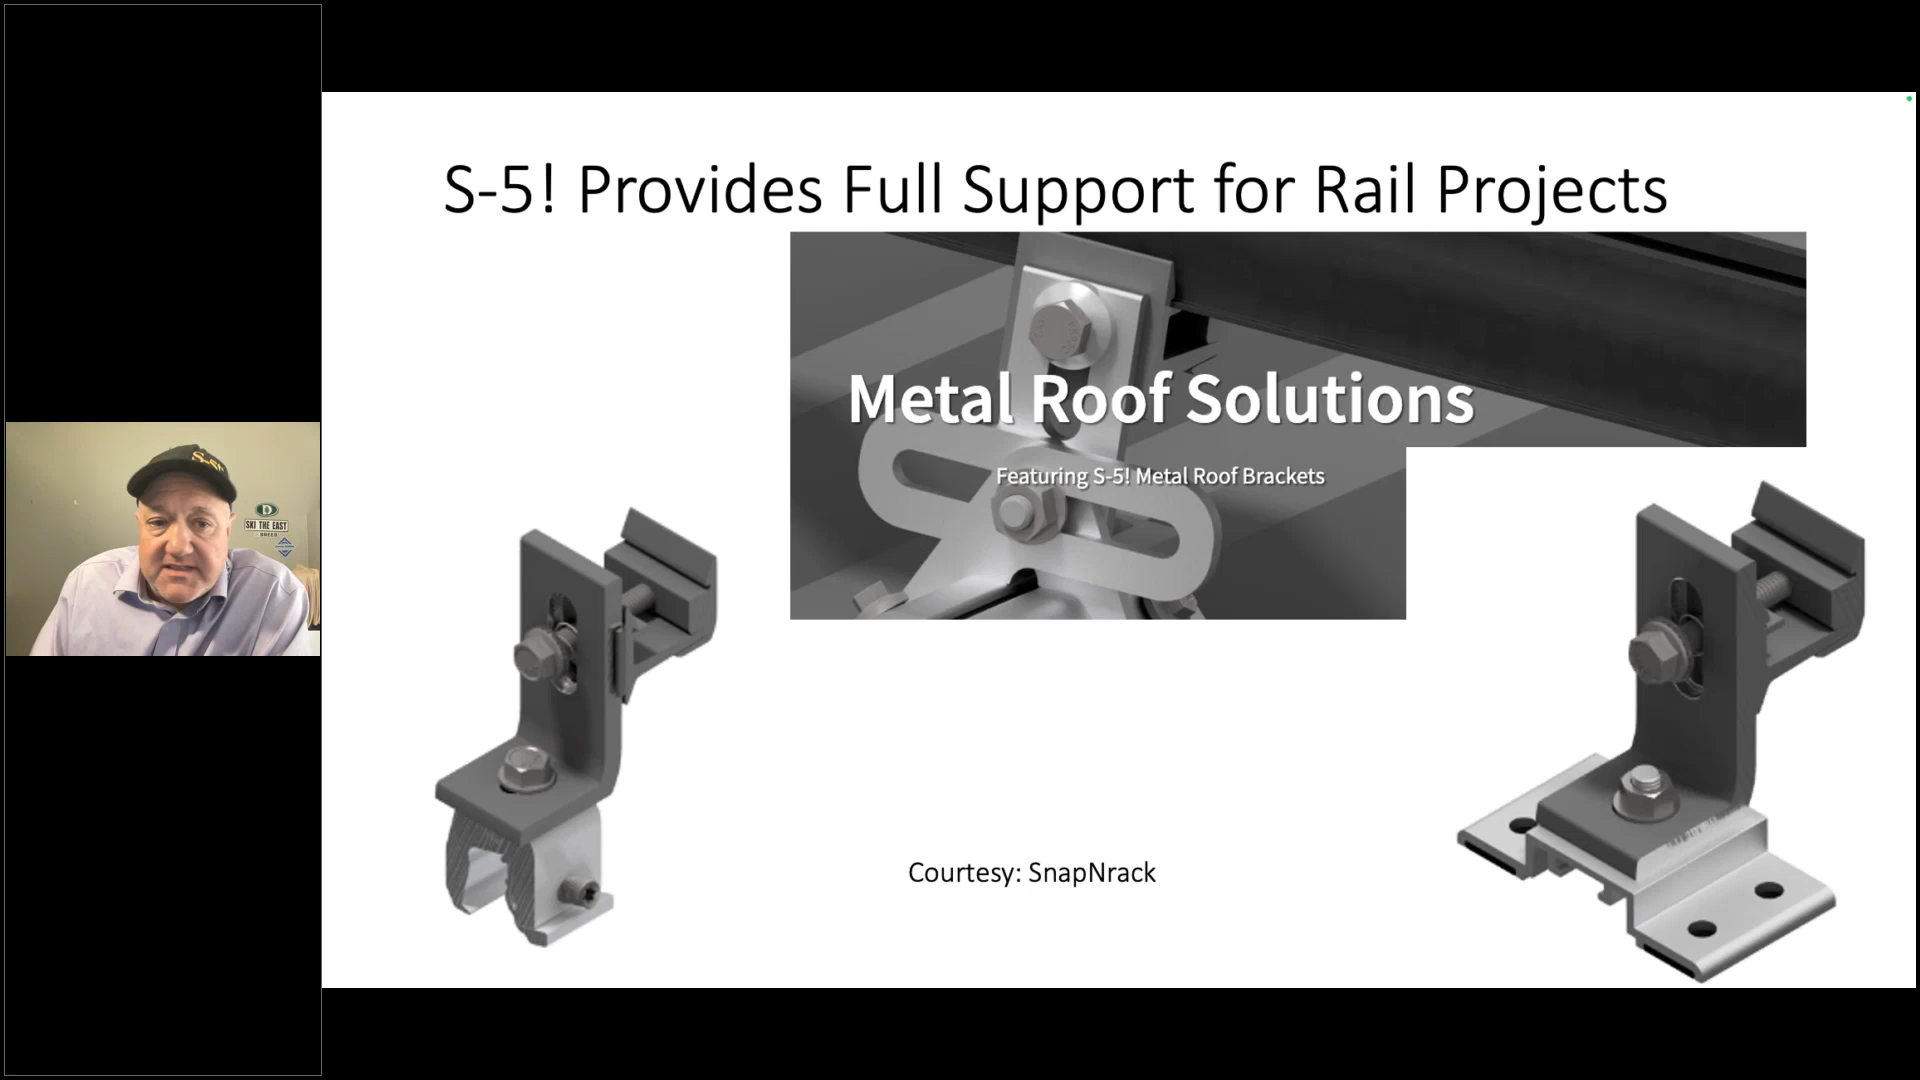 S-5! Provides Full Support for Rail Projects
Metal Roof Solutions
Featuring S-5! Metal Roof Brackets
Courtesy: SnapNrack
S-5!
SKI THE EAST